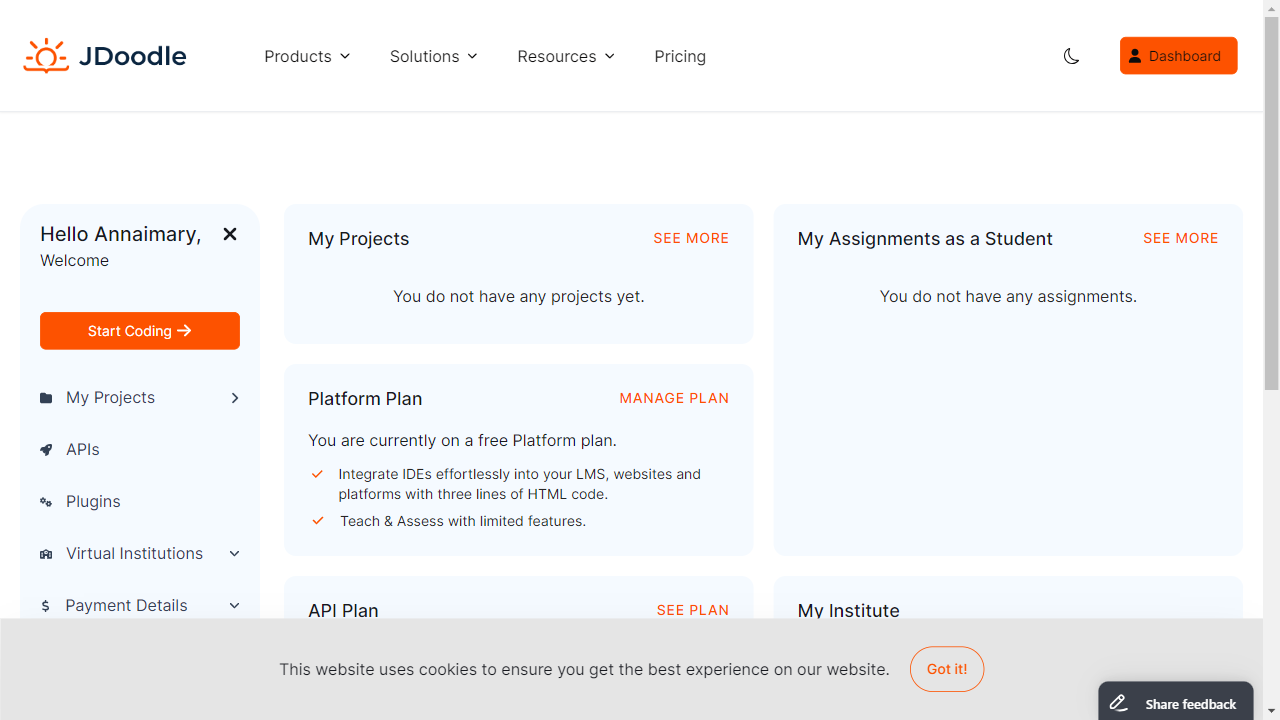 JDoodle
Products
Solutions
Resources
Pricing
Dashboard
Hello Annaimary,
Welcome
Start Coding
My Projects
APIs
Plugins
Virtual Institutions
Payment Details
My Projects
SEE MORE
You do not have any projects yet.
My Assignments as a Student
SEE MORE
You do not have any assignments.
Platform Plan
MANAGE PLAN
You are currently on a free Platform plan.
Integrate IDEs effortlessly into your LMS, websites and
platforms with three lines of HTML code.
Teach & Assess with limited features.
API Plan
SEE PLAN
My Institute
This website uses cookies to ensure you get the best experience on our website.
Got it!
Share feedback